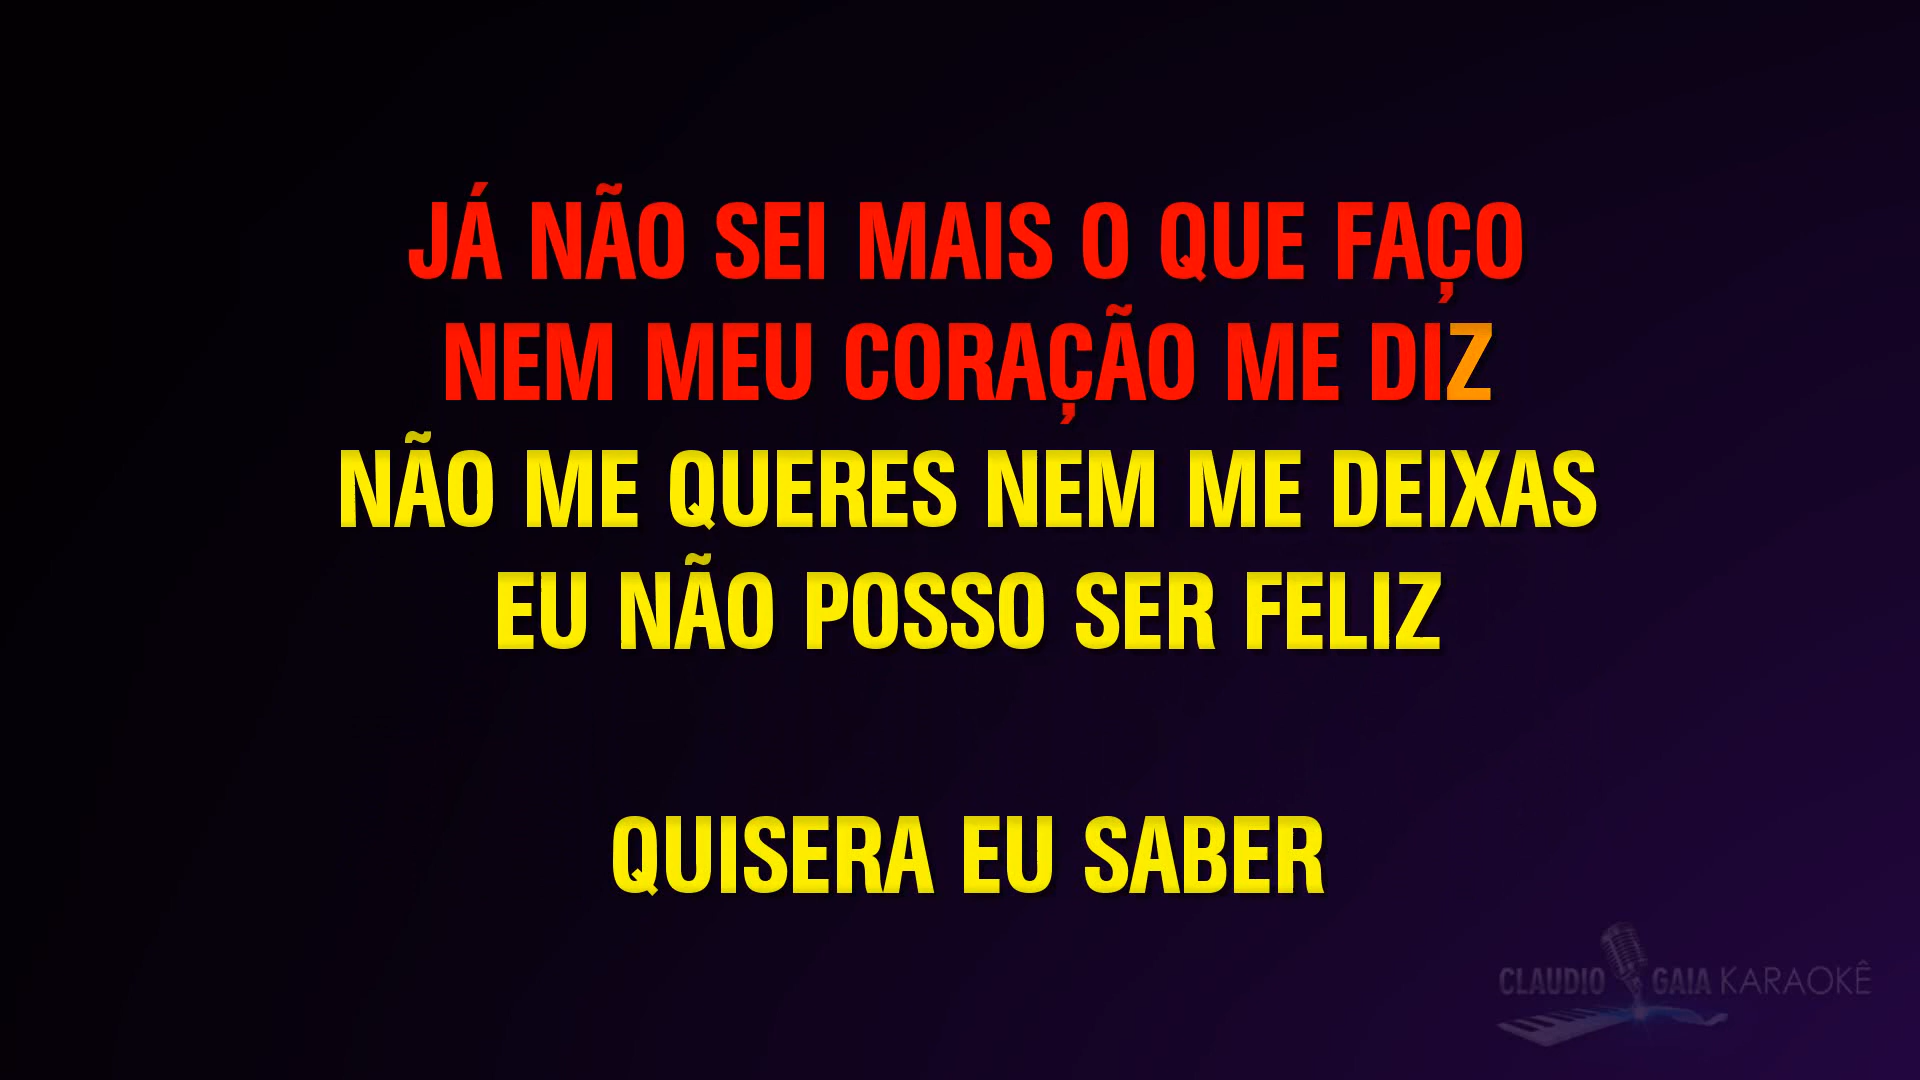 JÁ NÃO SEI MAIS O QUE FAÇO
NEM MEU CORAÇÃO ME DIZ
NÃO ME QUERES NEM ME DEIXAS
EU NÃO POSSO SER FELIZ
QUISERA EU SABER
CLAUDIO GAIA KARAOKÊ